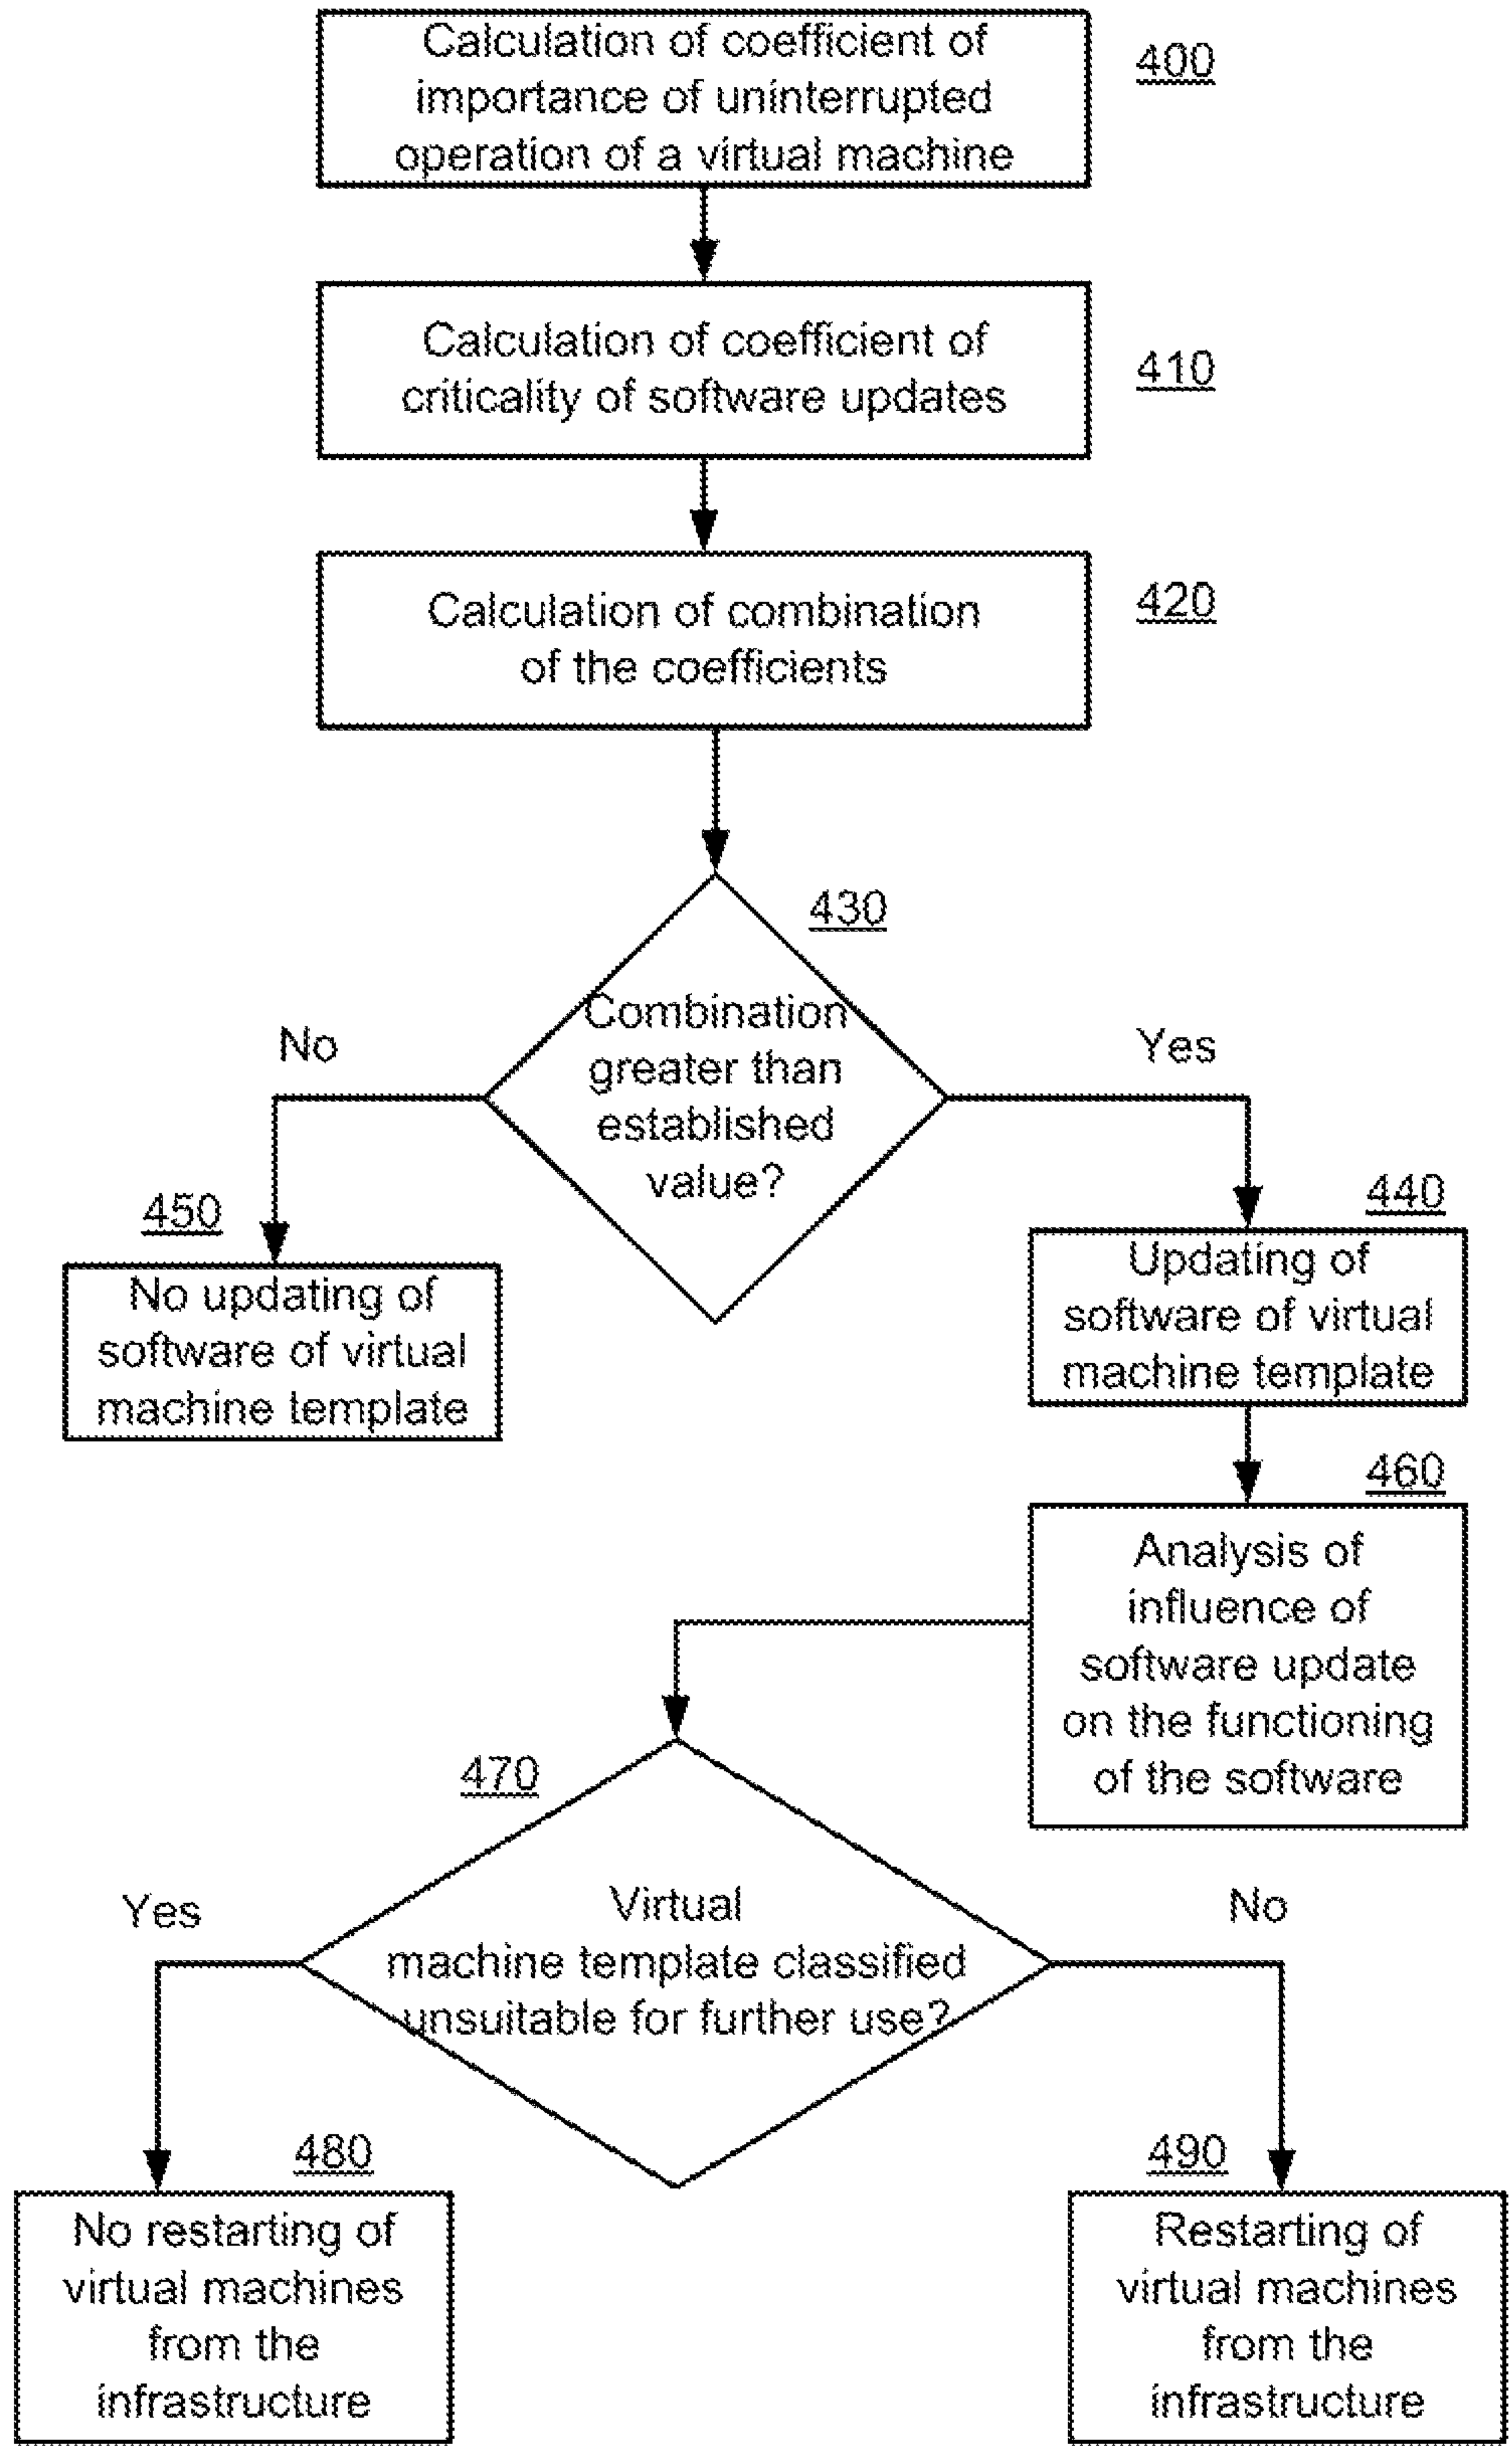 Calculation of coefficient of
importance of uninterrupted
operation of a virtual machine
400
Calculation of coefficient of
criticality of software updates
410
Calculation of combination
of the coefficients
420
430
Combination
greater than
established
value?
No
Yes
450
No updating of
software of virtual
machine template
440
Updating of
software of virtual
machine template
460
Analysis of
influence of
software update
on the functioning
of the software
470
Virtual
machine template classified
unsuitable for further use?
Yes
No
480
No restarting of
virtual machines
from the
infrastructure
490
Restarting of
virtual machines
from the
infrastructure